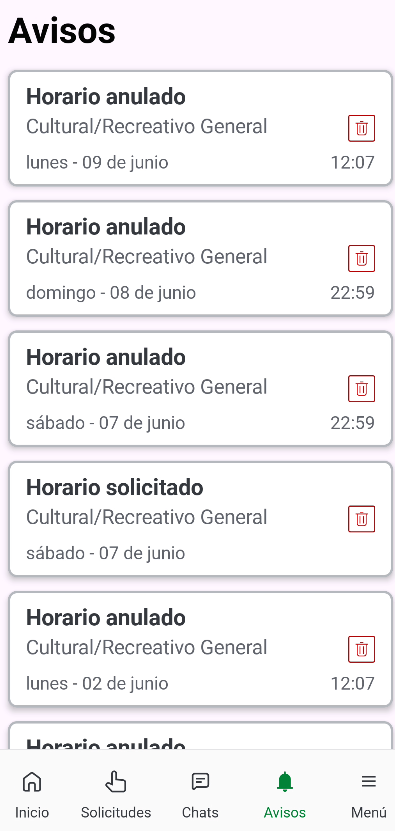 Avisos
Horario anulado
Cultural/Recreativo General
lunes - 09 de junio 12:07
Horario anulado
Cultural/Recreativo General
domingo - 08 de junio 22:59
Horario anulado
Cultural/Recreativo General
sábado - 07 de junio 22:59
Horario solicitado
Cultural/Recreativo General
sábado - 07 de junio
Horario anulado
Cultural/Recreativo General
lunes - 02 de junio 12:07
Horario anulado
Inicio Solicitudes Chats Avisos Menú